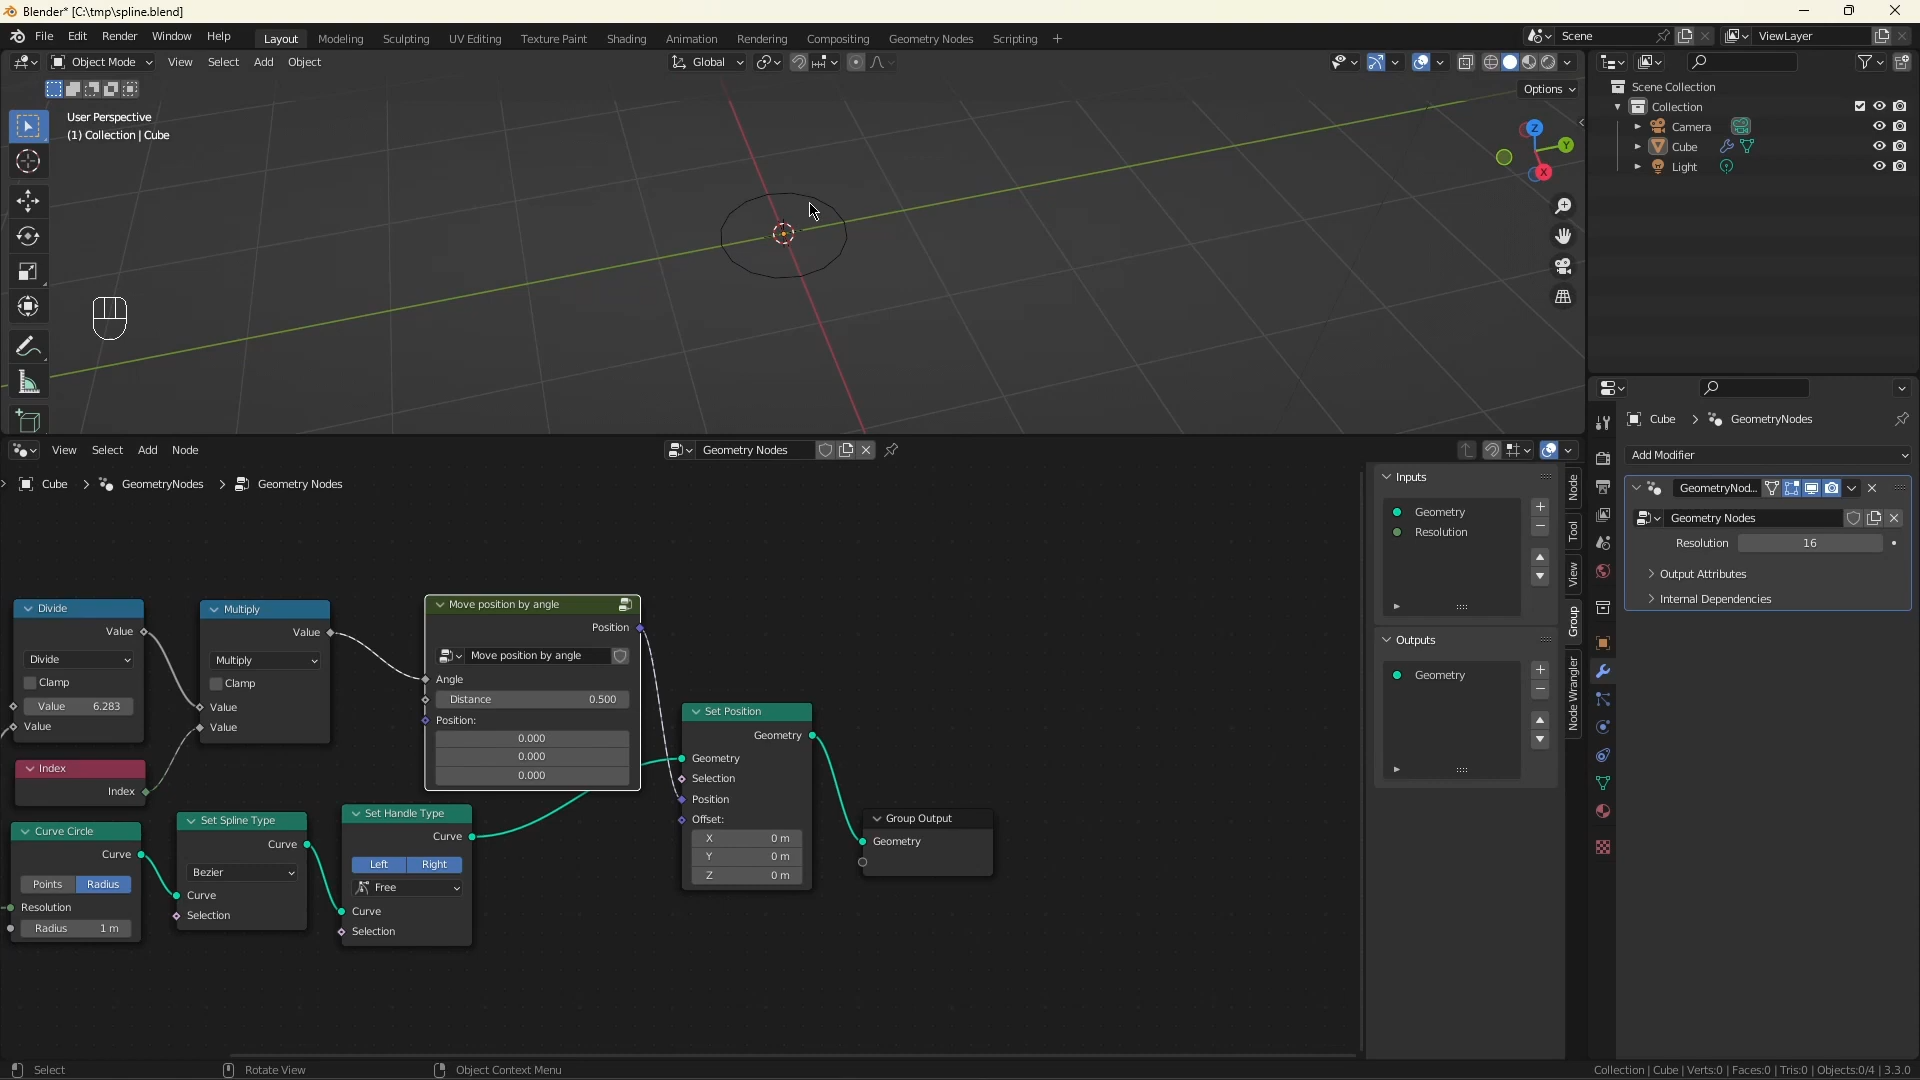 Blender* [C:\tmp\spline.blend]
File Edit Render Window Help
Layout Modeling Sculpting UV Editing Texture Paint Shading Animation Rendering Compositing Geometry Nodes Scripting +
Scene
ViewLayer
Object Mode View Select Add Object
Global
Options
User Perspective
(1) Collection | Cube
Z
Y
X
Scene Collection
Collection
Camera
Cube
Light
View Select Add Node
Geometry Nodes
Cube GeometryNodes Geometry Nodes
Divide
Value
Divide
Clamp
Value 6.283
Value
Index
Index
Multiply
Value
Multiply
Clamp
Value
Value
Move position by angle
Position
Move position by angle
Angle
Distance 0.500
Position:
0.000
0.000
0.000
Curve Circle
Curve
Points Radius
Resolution
Radius 1 m
Set Spline Type
Curve
Bezier
Curve
Selection
Set Handle Type
Curve
Left Right
Free
Curve
Selection
Set Position
Geometry
Geometry
Selection
Position
Offset:
X 0 m
Y 0 m
Z 0 m
Group Output
Geometry
Inputs
Geometry
Resolution
Outputs
Geometry
Node
Tool
View
Group
Node Wrangler
Cube GeometryNodes
Add Modifier
GeometryNod...
Geometry Nodes
Resolution 16
Output Attributes
Internal Dependencies
Select
Rotate View
Object Context Menu
Collection | Cube | Verts:0 | Faces:0 | Tris:0 | Objects:0/4 | 3.3.0